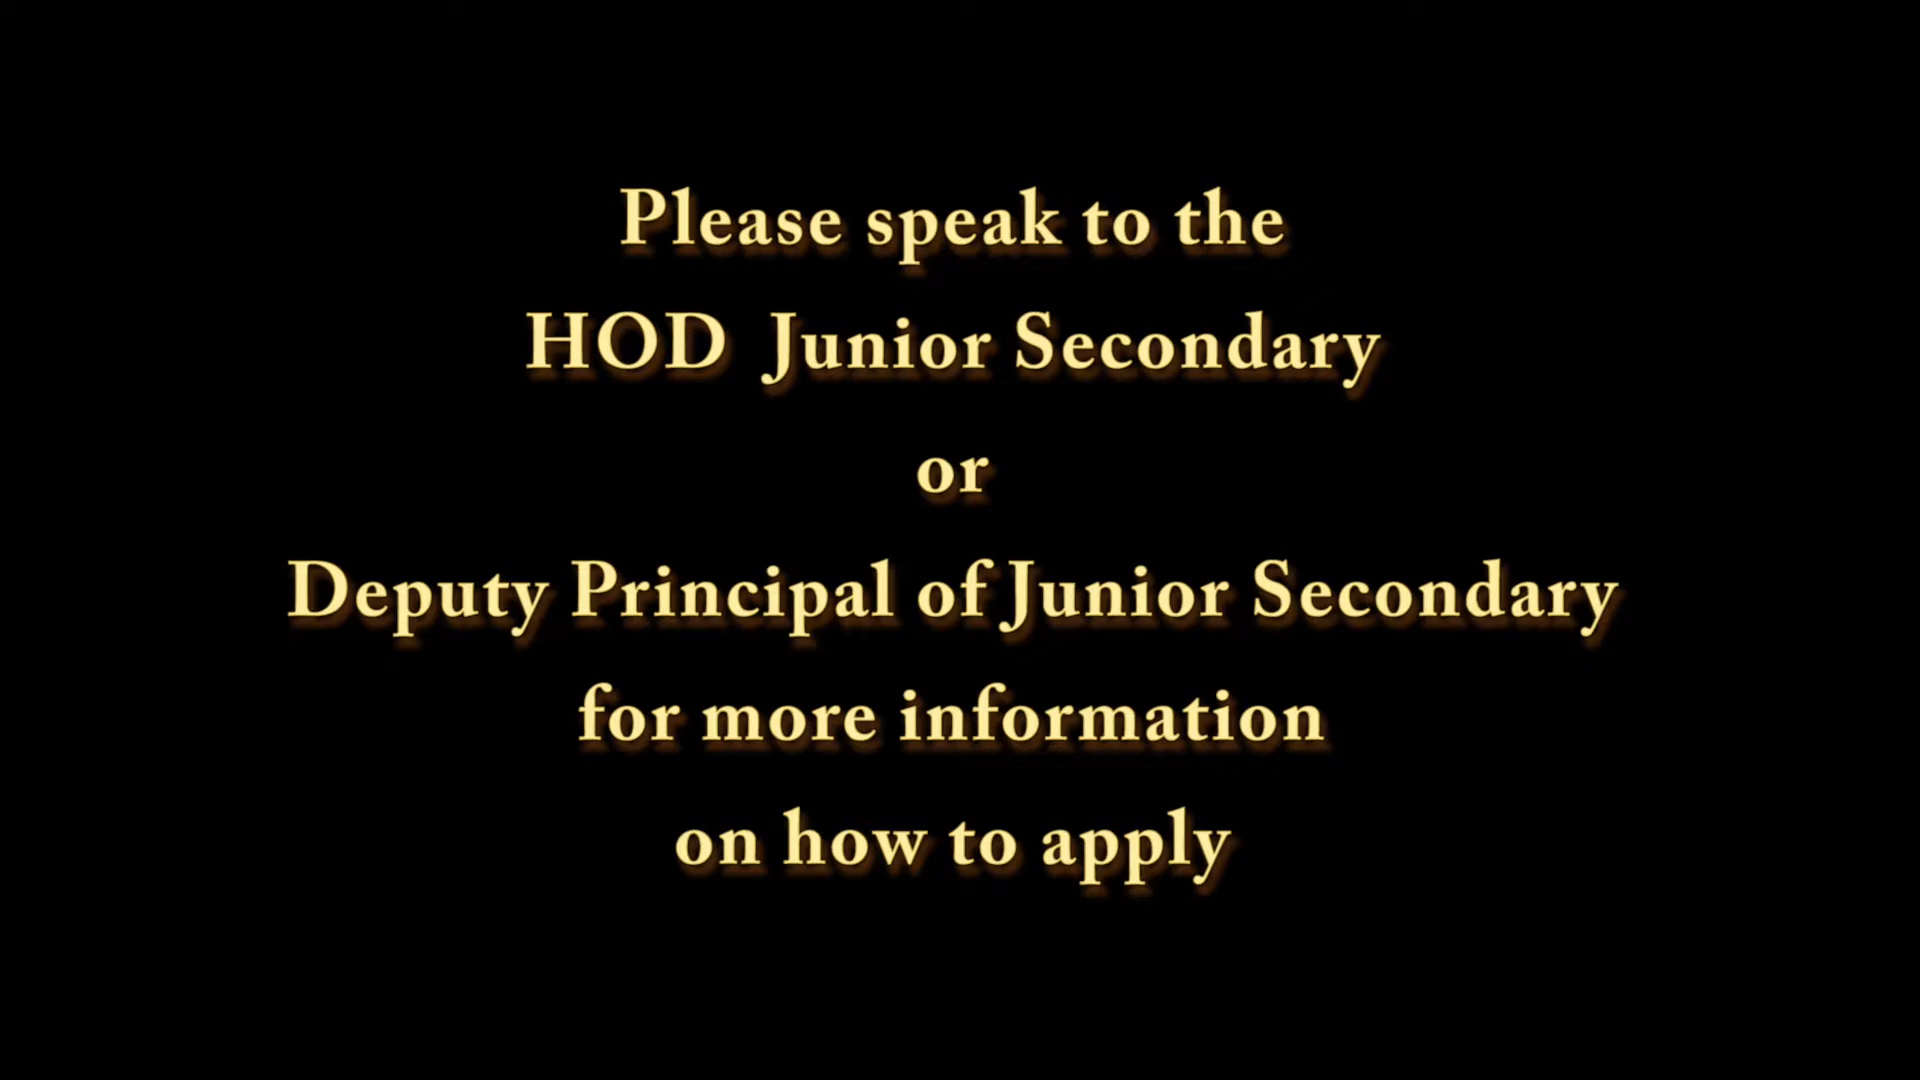 Please speak to the
HOD  Junior Secondary
or
Deputy Principal of Junior Secondary
for more information
on how to apply